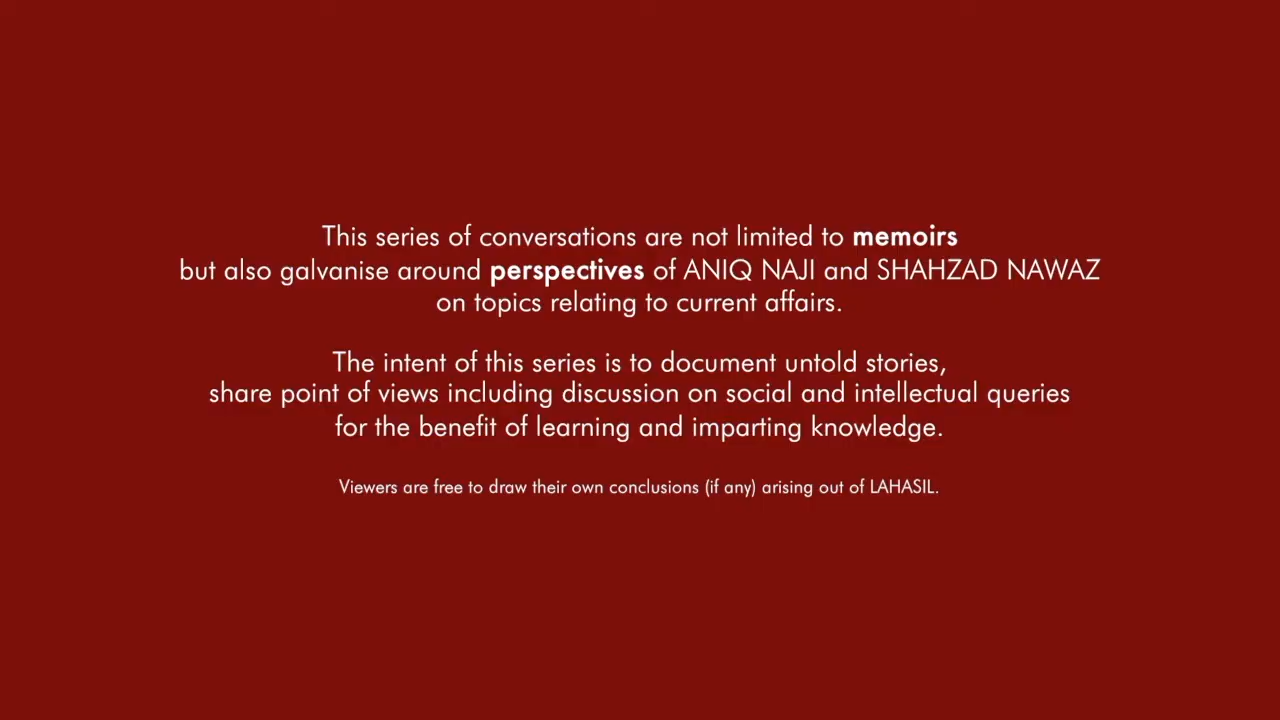 This series of conversations are not limited to memoirs
but also galvanise around perspectives of ANIQ NAJI and SHAHZAD NAWAZ
on topics relating to current affairs.
The intent of this series is to document untold stories,
share point of views including discussion on social and intellectual queries
for the benefit of learning and imparting knowledge.
Viewers are free to draw their own conclusions (if any) arising out of LAHASIL.